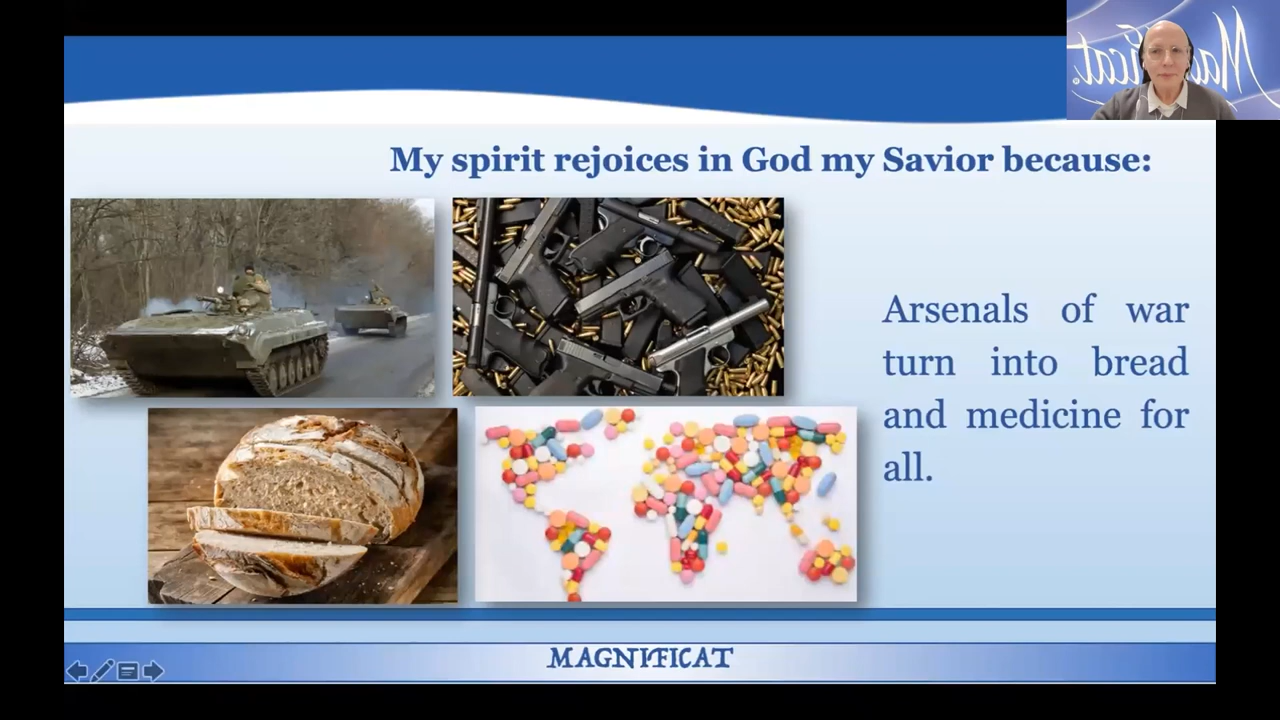 My spirit rejoices in God my Savior because:
Arsenals of war
turn into bread
and medicine for
all.
MAGNIFICAT